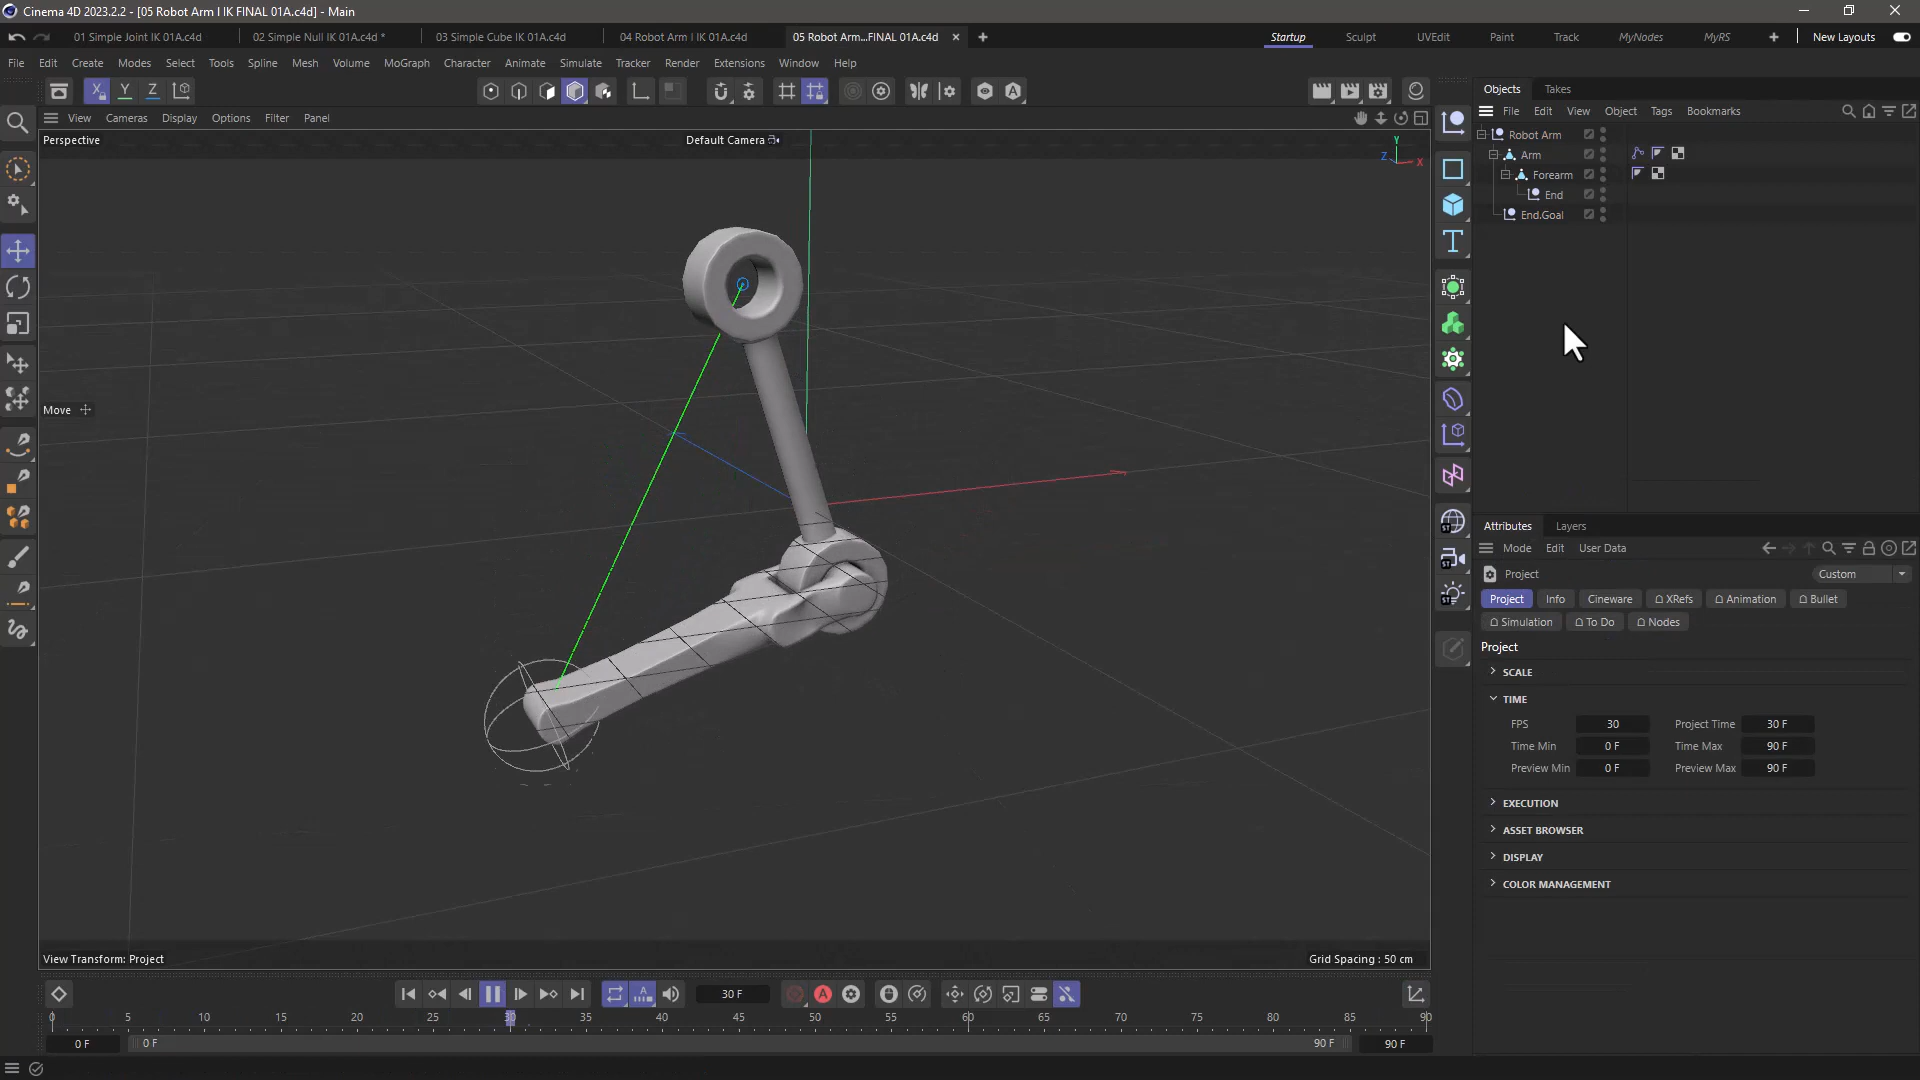 Cinema 4D 2023.2.2 - [05 Robot Arm I IK FINAL 01A.c4d] - Main
01 Simple Joint IK 01A.c4d
02 Simple Null IK 01A.c4d *
03 Simple Cube IK 01A.c4d
04 Robot Arm I IK 01A.c4d
05 Robot Arm...FINAL 01A.c4d
Startup
Sculpt
UVEdit
Paint
Track
MyNodes
MyRS
New Layouts
File Edit Create Modes Select Tools Spline Mesh Volume MoGraph Character Animate Simulate Tracker Render Extensions Window Help
X Y Z
View Cameras Display Options Filter Panel
Perspective
Default Camera
Y
Z
X
Move
View Transform: Project
Grid Spacing : 50 cm
Objects Takes
File Edit View Object Tags Bookmarks
Robot Arm
Arm
Forearm
End
End.Goal
Attributes Layers
Mode Edit User Data
Project
Custom
Project Info Cineware XRefs Animation Bullet
Simulation To Do Nodes
Project
SCALE
TIME
FPS 30 Project Time 30 F
Time Min 0 F Time Max 90 F
Preview Min 0 F Preview Max 90 F
EXECUTION
ASSET BROWSER
DISPLAY
COLOR MANAGEMENT
30 F
0 5 10 15 20 25 30 35 40 45 50 55 60 65 70 75 80 85 90
0 F 0 F 90 F 90 F